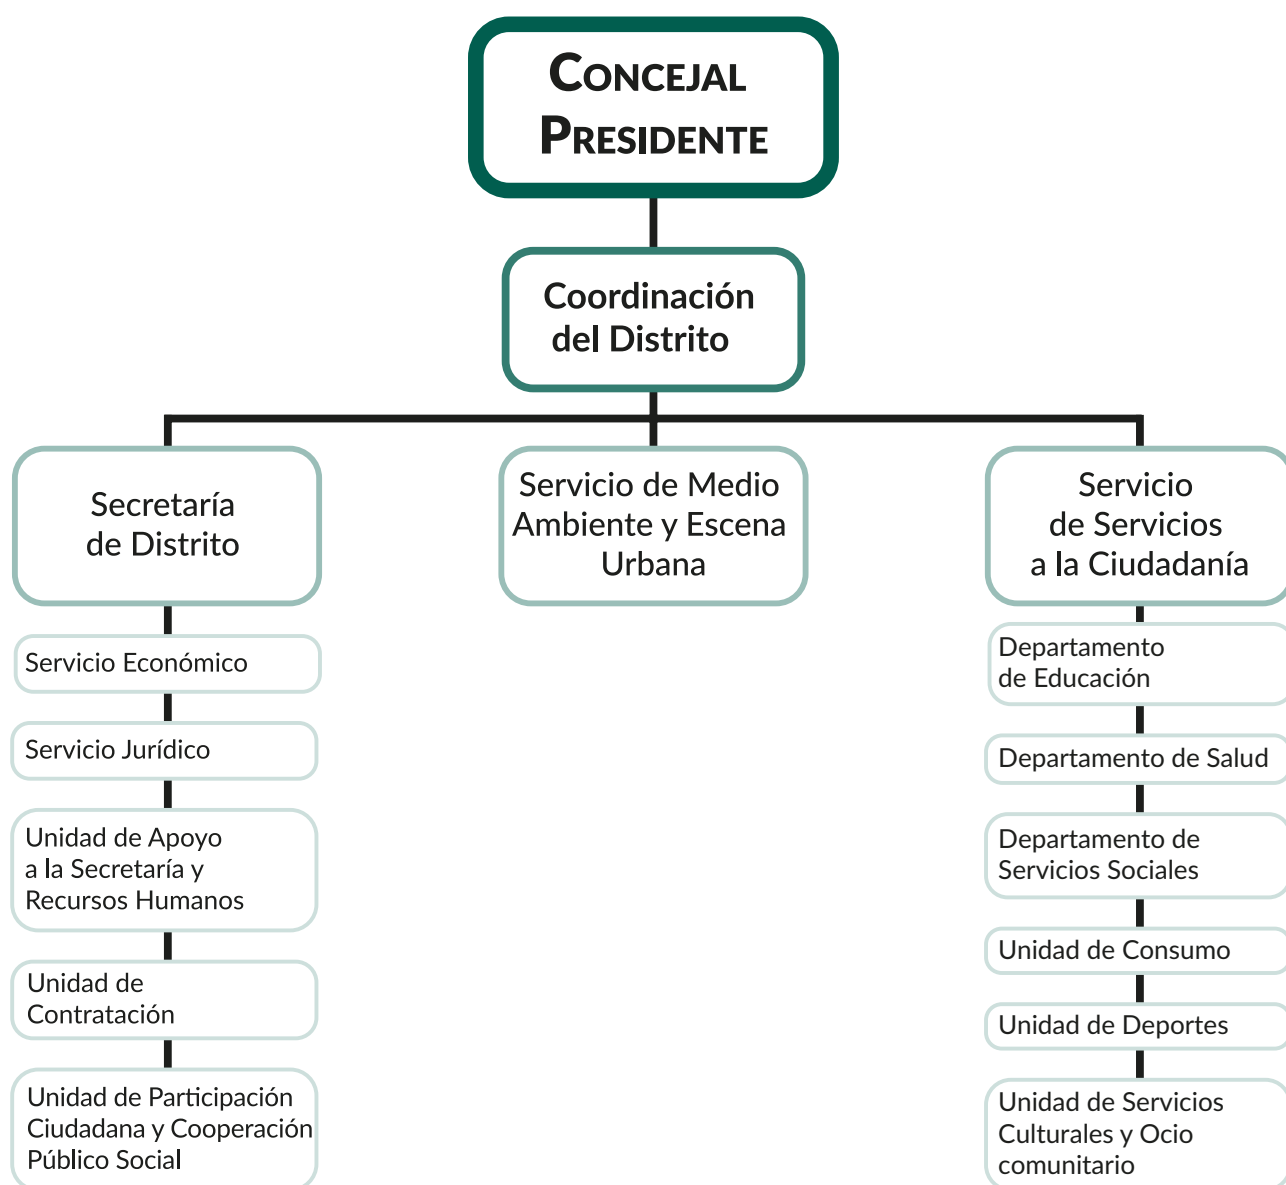 CONCEJAL
PRESIDENTE
Coordinación
del Distrito
Secretaría
de Distrito
Servicio Económico
Servicio Jurídico
Unidad de Apoyo
a la Secretaría y
Recursos Humanos
Unidad de
Contratación
Unidad de Participación
Ciudadana y Cooperación
Público Social
Servicio de Medio
Ambiente y Escena
Urbana
Servicio
de Servicios
a la Ciudadanía
Departamento
de Educación
Departamento de Salud
Departamento de
Servicios Sociales
Unidad de Consumo
Unidad de Deportes
Unidad de Servicios
Culturales y Ocio
comunitario